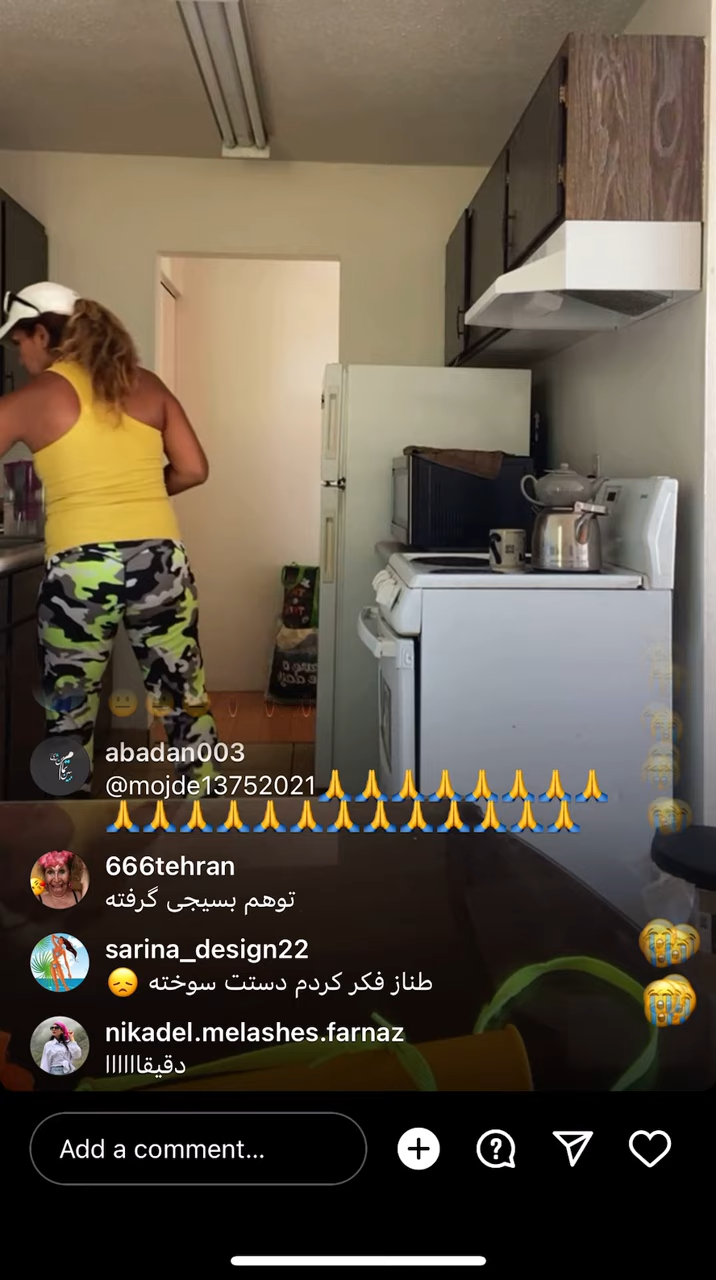 abadan003
@mojde13752021🙏🙏🙏🙏🙏🙏🙏🙏
🙏🙏🙏🙏🙏🙏🙏🙏🙏🙏🙏🙏🙏
666tehran
توهم بسیجی گرفته
sarina_design22
طناز فکر کردم دستت سوخته 😞
nikadel.melashes.farnaz
دقیقاااااا
Add a comment...